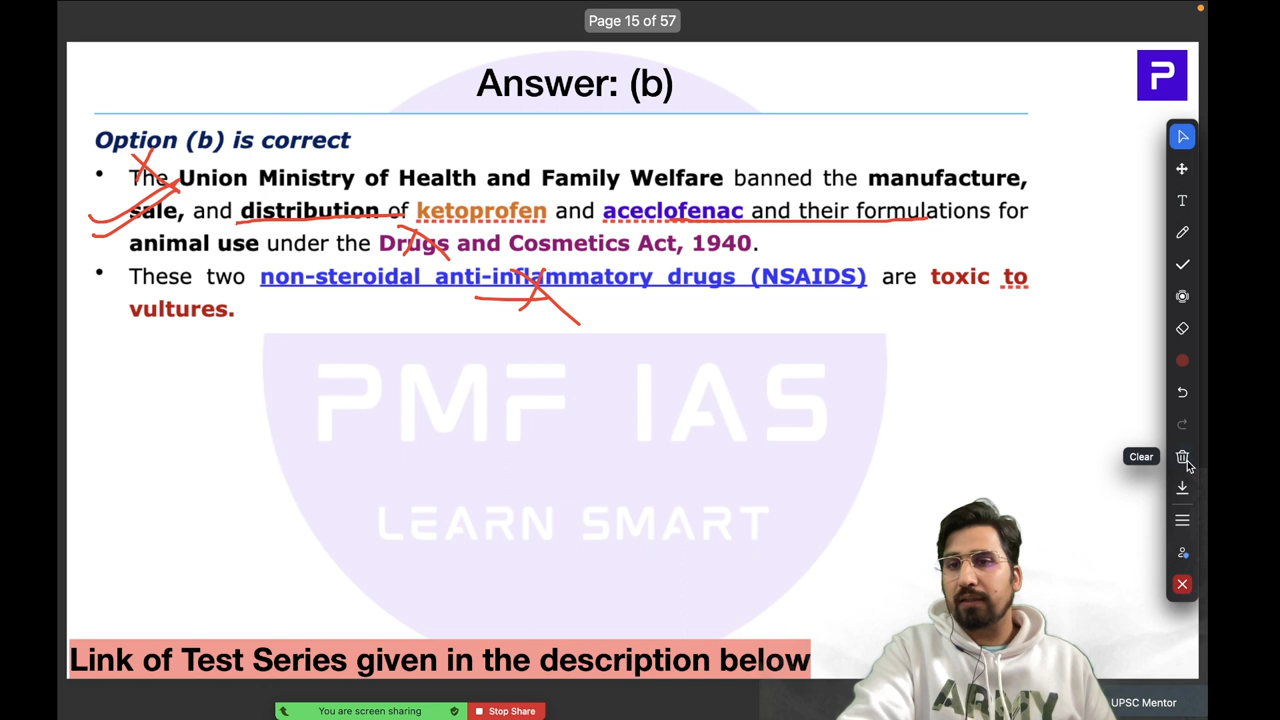 Page 15 of 57
Answer: (b)
P
Option (b) is correct
• The Union Ministry of Health and Family Welfare banned the manufacture,
sale, and distribution of ketoprofen and aceclofenac and their formulations for
animal use under the Drugs and Cosmetics Act, 1940.
• These two non-steroidal anti-inflammatory drugs (NSAIDS) are toxic to
vultures.
T
Clear
PMF IAS
LEARN SMART
Link of Test Series given in the description below
ARMY
UPSC Mentor
You are screen sharing
Stop Share